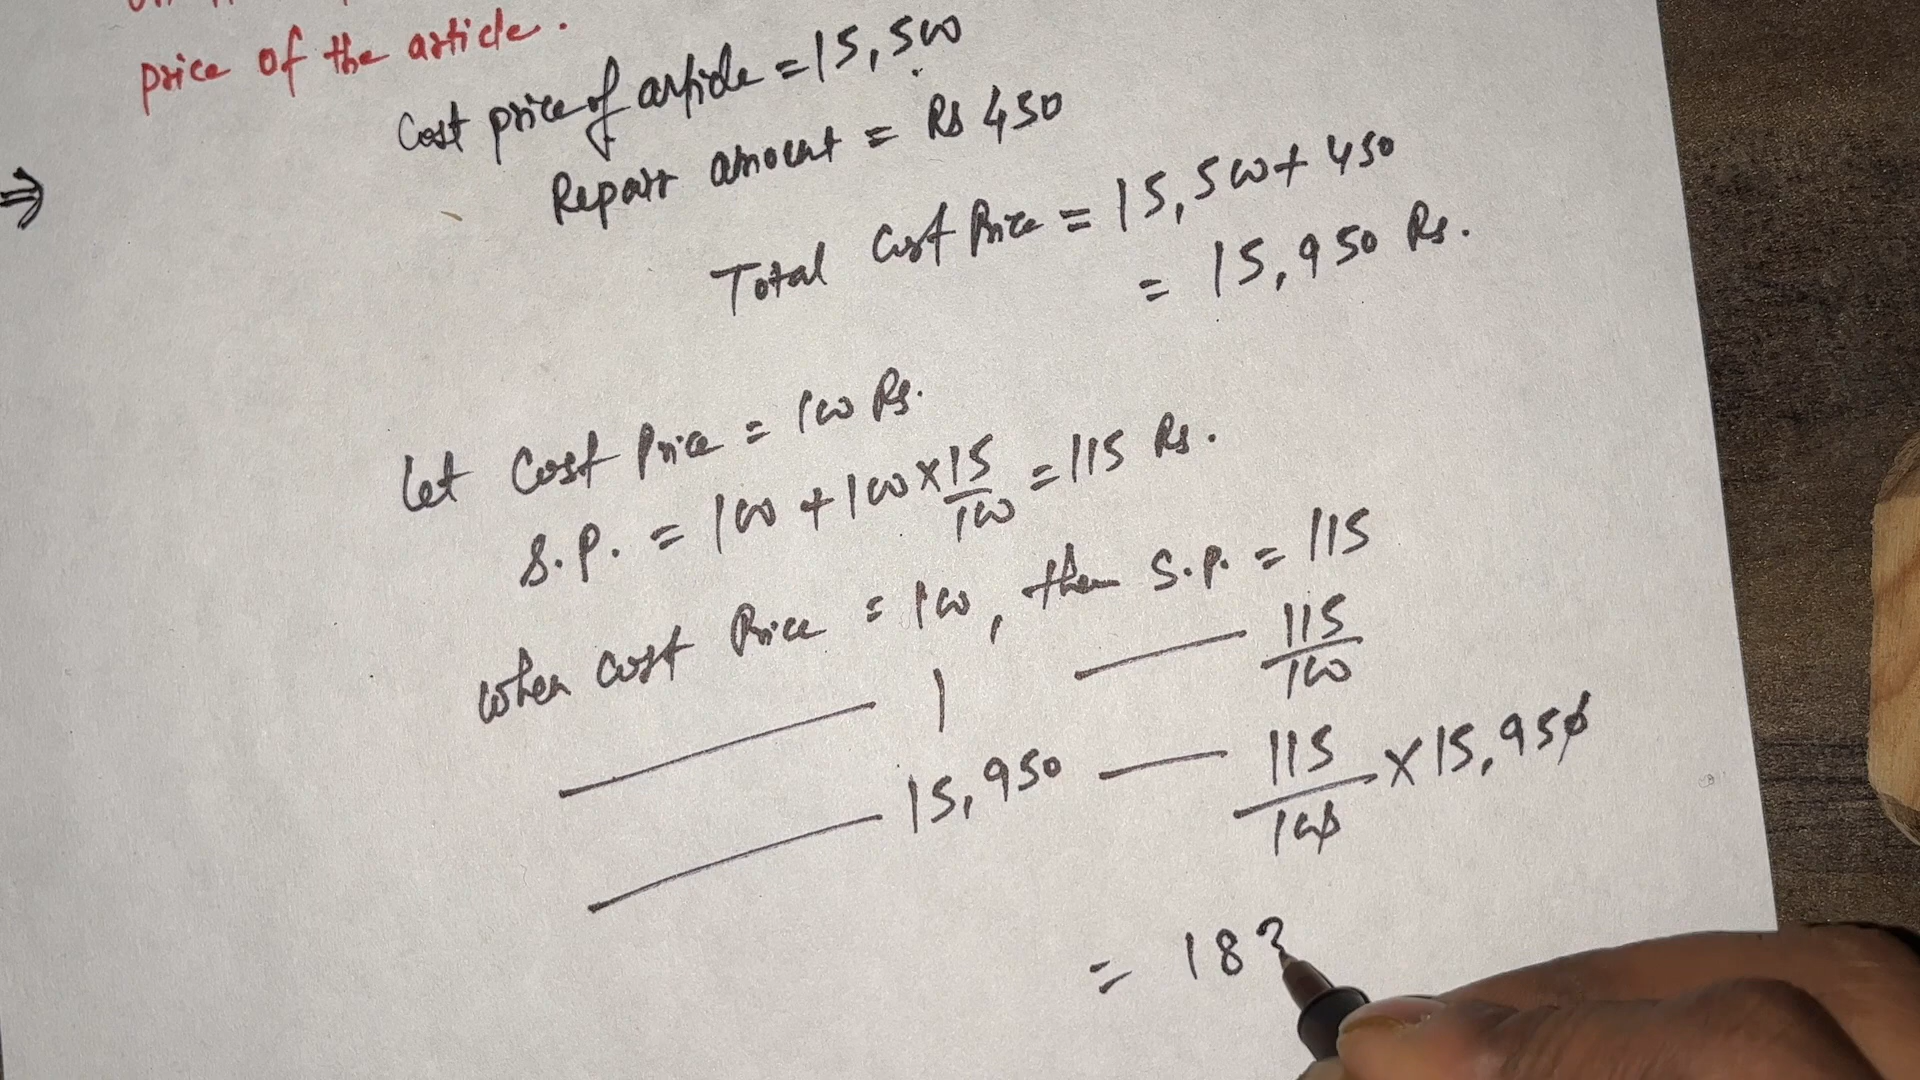 price of the article.
Cost price of article = 15,500
Repair amount = Rs 450
⇒
Total Cost Price = 15,500 + 450
= 15,950 Rs.
Let Cost Price = 100 Rs.
S.P. = 100 + 100 × 15/100 = 115 Rs.
When cost Price = 100, then S.P. = 115
1 — 115/100
15,950 — 115/100 × 15,950
= 183